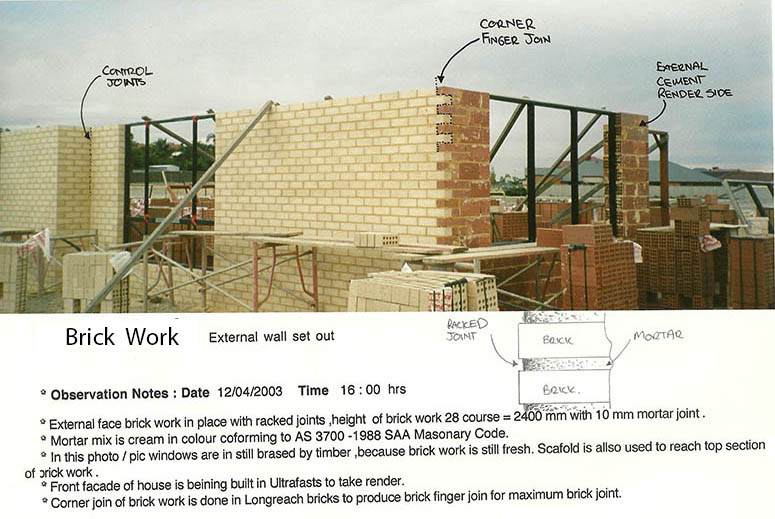 CORNER
FINGER JOIN
CONTROL
JOINTS
EXTERNAL
CEMENT
RENDER SIDE
Brick Work
External wall set out
RACKED
JOINT
BRICK
MORTAR
BRICK.
* Observation Notes : Date 12/04/2003 Time 16 : 00 hrs
* External face brick work in place with racked joints ,height of brick work 28 course = 2400 mm with 10 mm mortar joint .
* Mortar mix is cream in colour coforming to AS 3700 -1988 SAA Masonary Code.
* In this photo / pic windows are in still brased by timber ,because brick work is still fresh. Scafold is also used to reach top section
of brick work .
* Front facade of house is beining built in Ultrafasts to take render.
* Corner join of brick work is done in Longreach bricks to produce brick finger join for maximum brick joint.